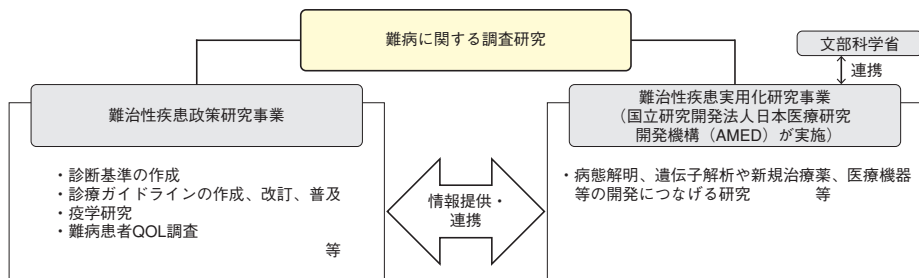 難病に関する調査研究
文部科学省
連携
難治性疾患政策研究事業
難治性疾患実用化研究事業
(国立研究開発法人日本医療研究
開発機構(AMED)が実施)
・診断基準の作成
・診療ガイドラインの作成、改訂、普及
・疫学研究
・難病患者QOL調査
等
情報提供・
連携
・病態解明、遺伝子解析や新規治療薬、医療機器
等の開発につなげる研究 等